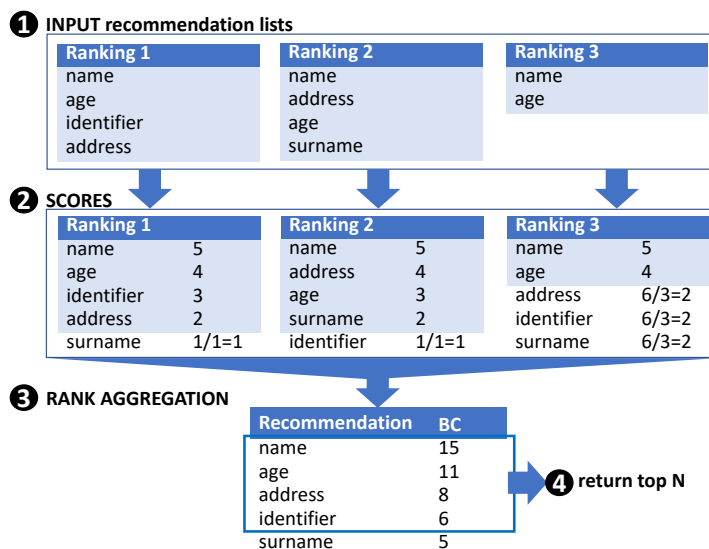 ❶ INPUT recommendation lists
Ranking 1
name
age
identifier
address
Ranking 2
name
address
age
surname
Ranking 3
name
age
❷ SCORES
Ranking 1
name 5
age 4
identifier 3
address 2
surname 1/1=1
Ranking 2
name 5
address 4
age 3
surname 2
identifier 1/1=1
Ranking 3
name 5
age 4
address 6/3=2
identifier 6/3=2
surname 6/3=2
❸ RANK AGGREGATION
Recommendation BC
name 15
age 11
address 8
identifier 6
surname 5
❹ return top N